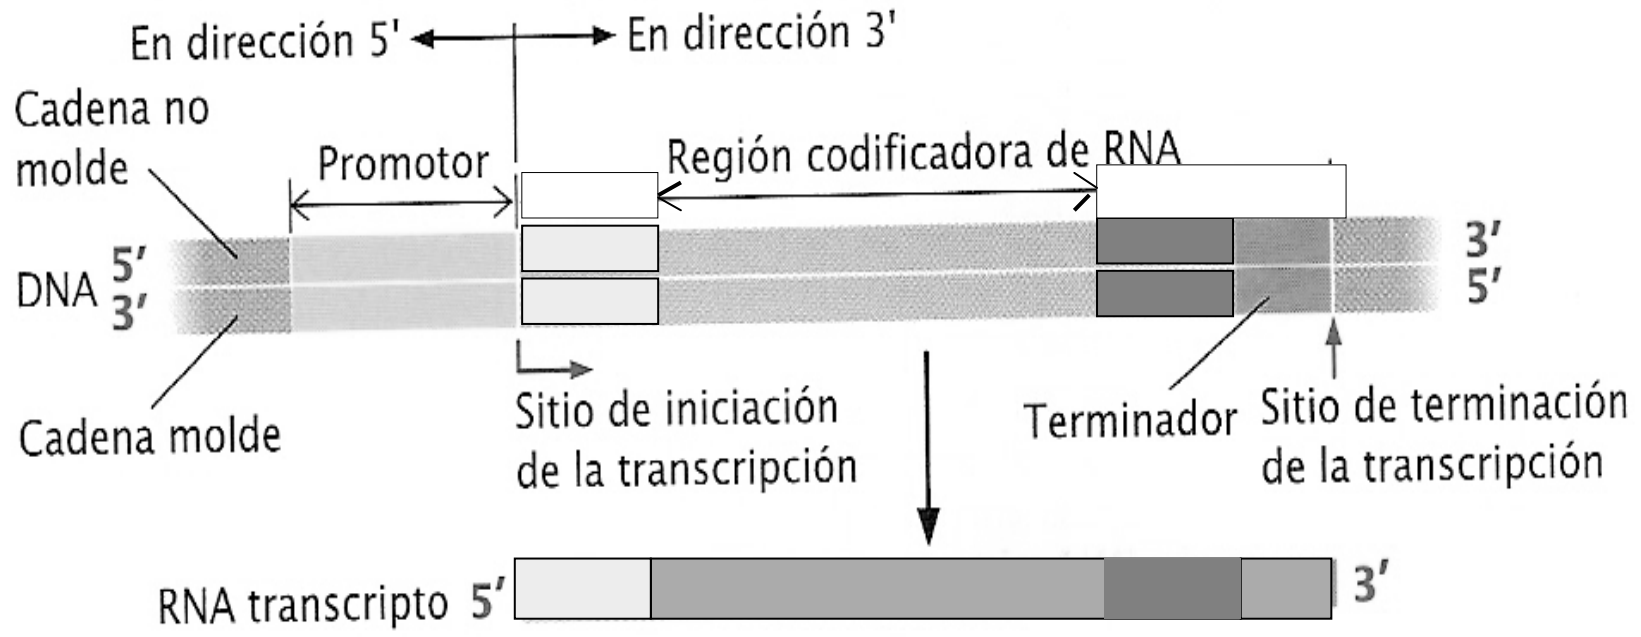 En dirección 5' En dirección 3'
Cadena no
molde
Promotor
Región codificadora de RNA
DNA
5′
3′
3′
5′
Cadena molde
Sitio de iniciación
de la transcripción
Terminador
Sitio de terminación
de la transcripción
RNA transcripto 5′ 3′